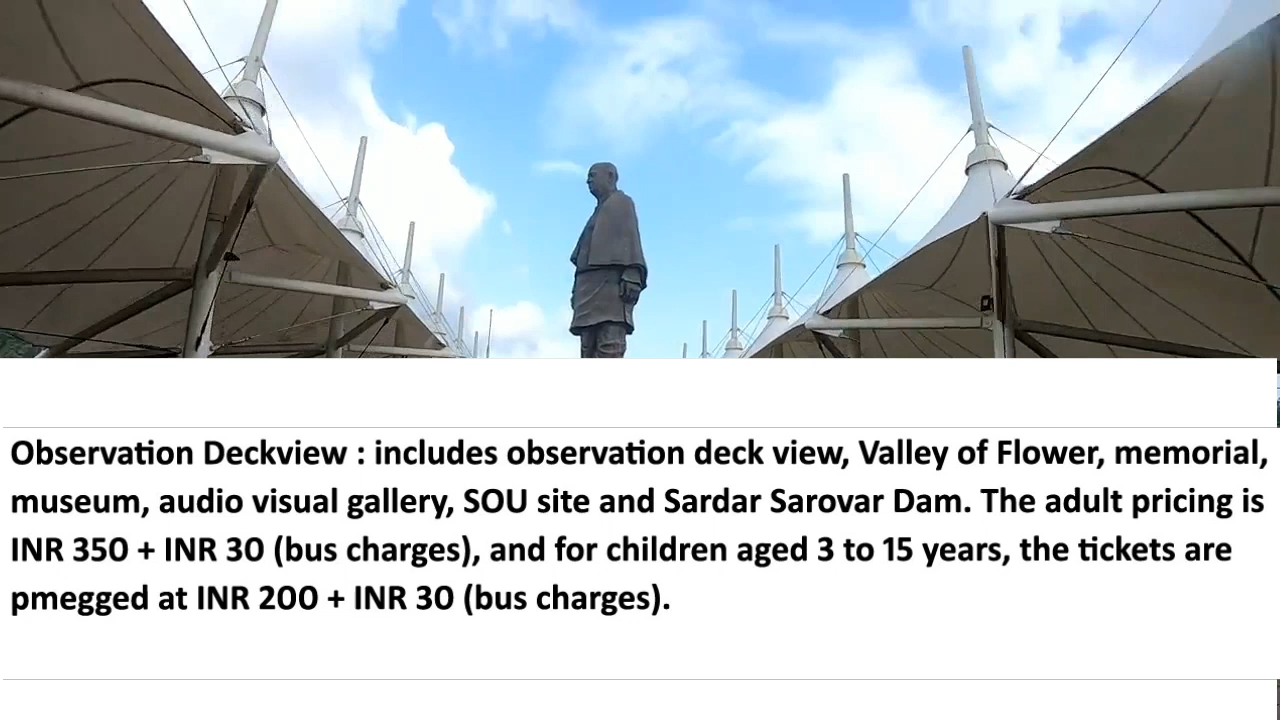 Observation Deckview : includes observation deck view, Valley of Flower, memorial,
museum, audio visual gallery, SOU site and Sardar Sarovar Dam. The adult pricing is
INR 350 + INR 30 (bus charges), and for children aged 3 to 15 years, the tickets are
pmegged at INR 200 + INR 30 (bus charges).